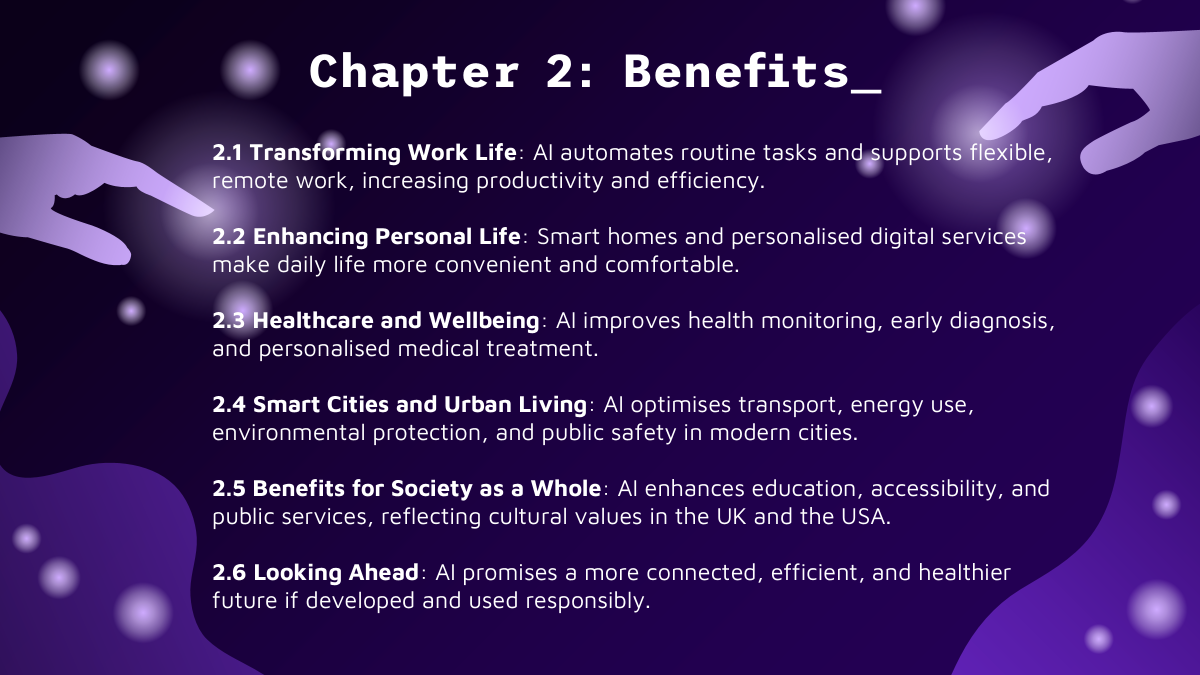 Chapter 2: Benefits_
2.1 Transforming Work Life: AI automates routine tasks and supports flexible,
remote work, increasing productivity and efficiency.
2.2 Enhancing Personal Life: Smart homes and personalised digital services
make daily life more convenient and comfortable.
2.3 Healthcare and Wellbeing: AI improves health monitoring, early diagnosis,
and personalised medical treatment.
2.4 Smart Cities and Urban Living: AI optimises transport, energy use,
environmental protection, and public safety in modern cities.
2.5 Benefits for Society as a Whole: AI enhances education, accessibility, and
public services, reflecting cultural values in the UK and the USA.
2.6 Looking Ahead: AI promises a more connected, efficient, and healthier
future if developed and used responsibly.